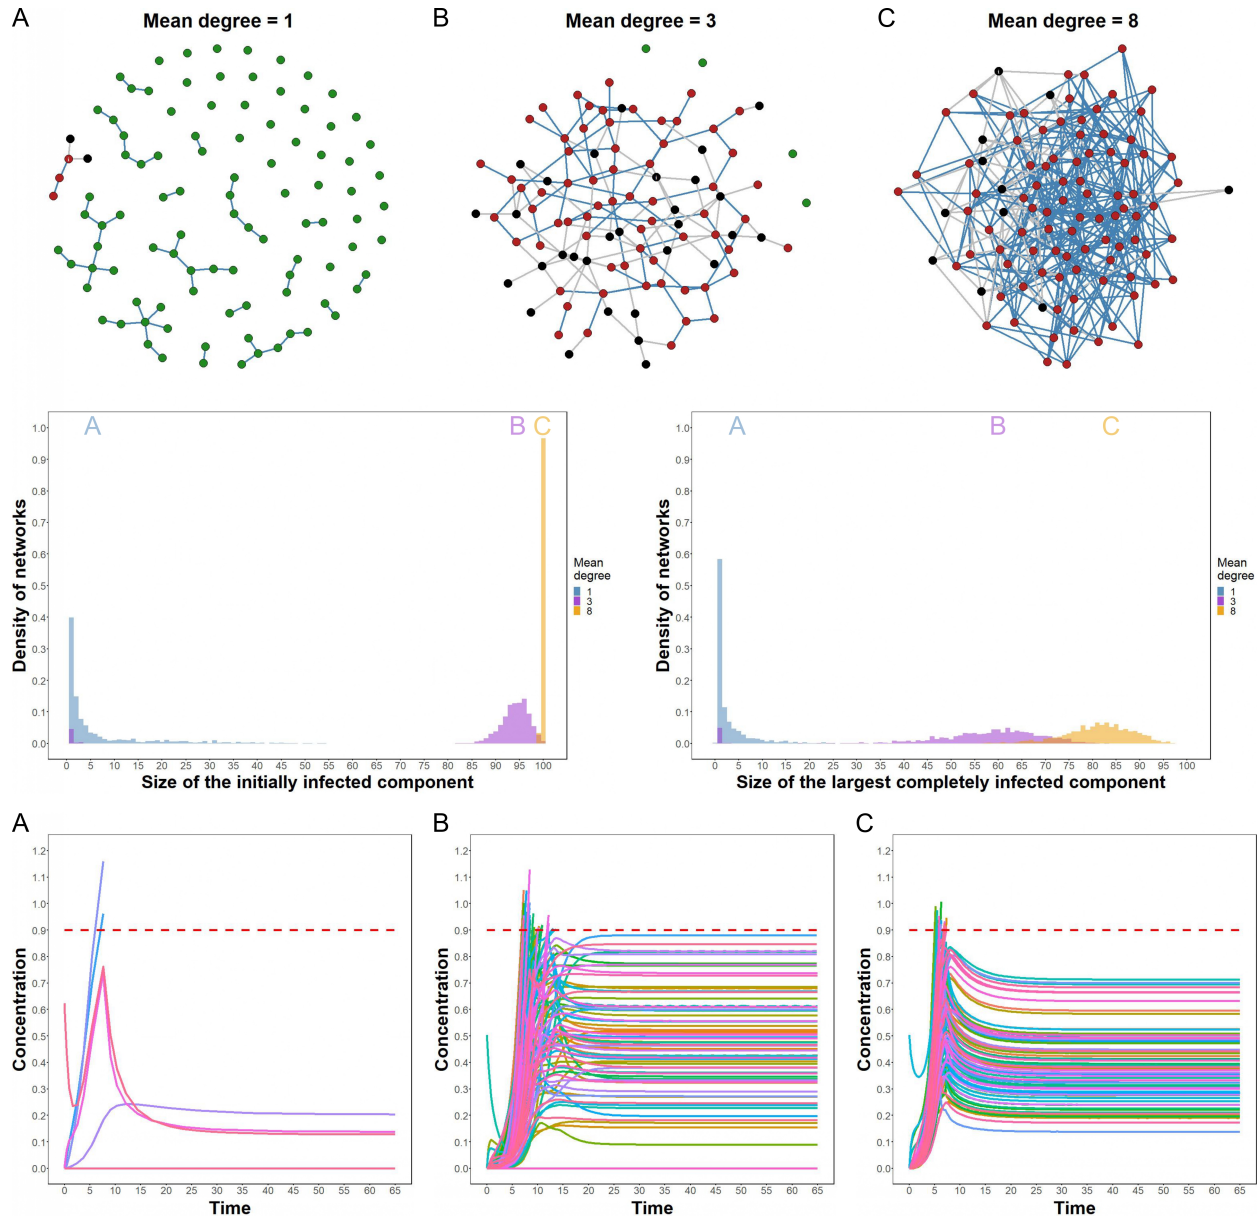 A
Mean degree = 1
B
Mean degree = 3
C
Mean degree = 8
A
B
C
1.0
0.9
0.8
0.7
0.6
0.5
0.4
0.3
0.2
0.1
0.0
Density of networks
0 5 10 15 20 25 30 35 40 45 50 55 60 65 70 75 80 85 90 95 100
Size of the initially infected component
Mean
degree
1
3
8
A
B
C
1.0
0.9
0.8
0.7
0.6
0.5
0.4
0.3
0.2
0.1
0.0
Density of networks
0 5 10 15 20 25 30 35 40 45 50 55 60 65 70 75 80 85 90 95 100
Size of the largest completely infected component
Mean
degree
1
3
8
A
1.2
1.1
1.0
0.9
0.8
0.7
0.6
0.5
0.4
0.3
0.2
0.1
0.0
Concentration
0 5 10 15 20 25 30 35 40 45 50 55 60 65
Time
B
1.2
1.1
1.0
0.9
0.8
0.7
0.6
0.5
0.4
0.3
0.2
0.1
0.0
Concentration
0 5 10 15 20 25 30 35 40 45 50 55 60 65
Time
C
1.2
1.1
1.0
0.9
0.8
0.7
0.6
0.5
0.4
0.3
0.2
0.1
0.0
Concentration
0 5 10 15 20 25 30 35 40 45 50 55 60 65
Time